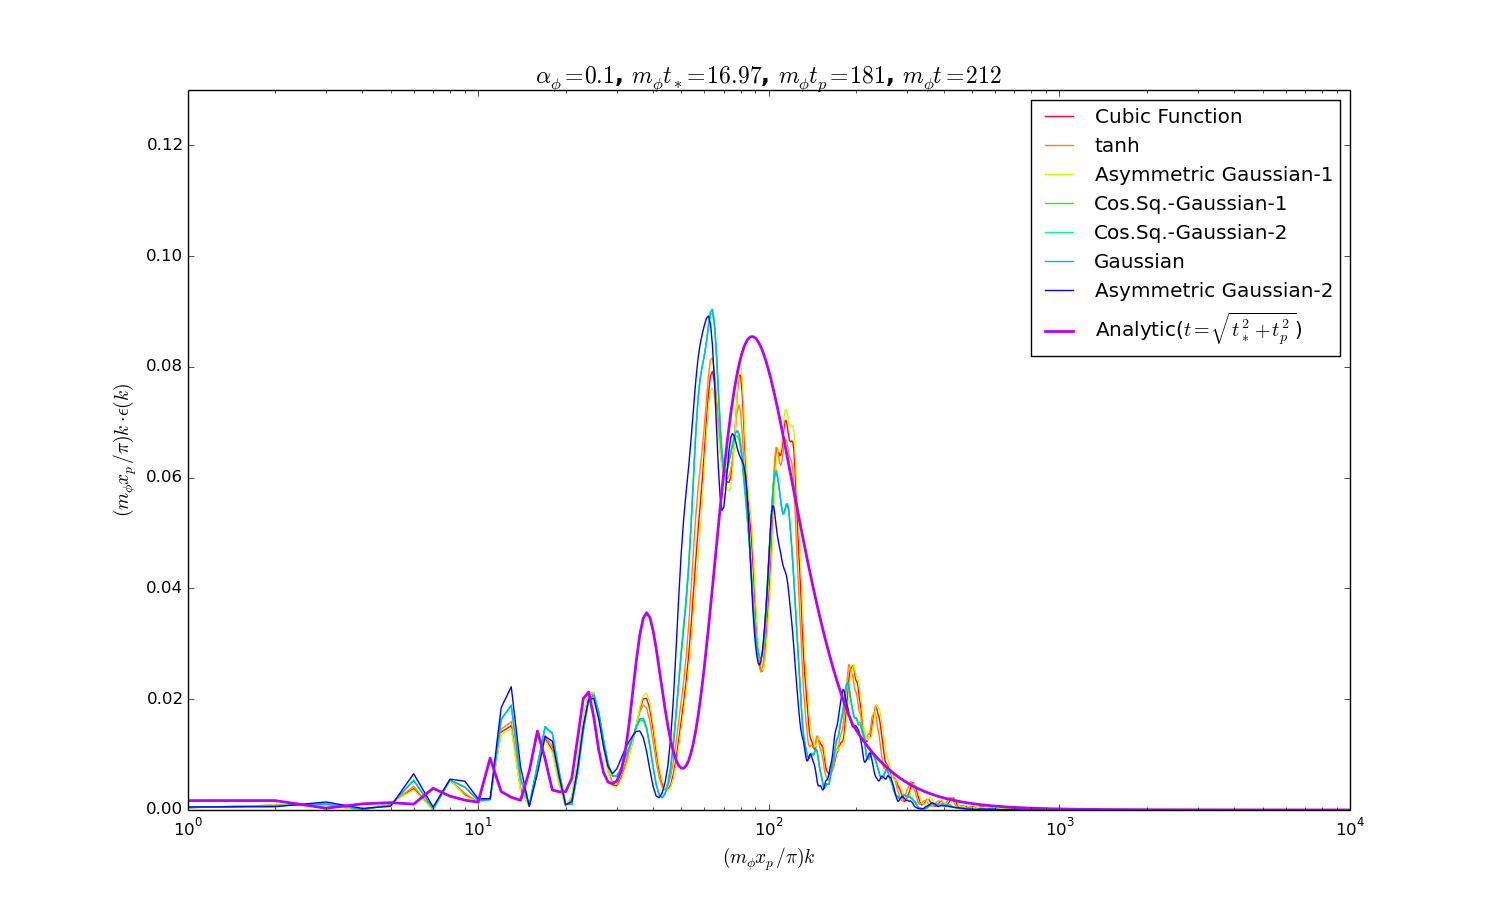 α_ϕ=0.1, m_ϕt_*=16.97, m_ϕt_p=181, m_ϕt=212
Cubic Function
tanh
Asymmetric Gaussian-1
Cos.Sq.-Gaussian-1
Cos.Sq.-Gaussian-2
Gaussian
Asymmetric Gaussian-2
Analytic(t=√(t_*^2+t_p^2))
0.12
0.10
0.08
0.06
0.04
0.02
0.00
(m_ϕx_p/π)k·ϵ(k)
10^0 10^1 10^2 10^3 10^4
(m_ϕx_p/π)k